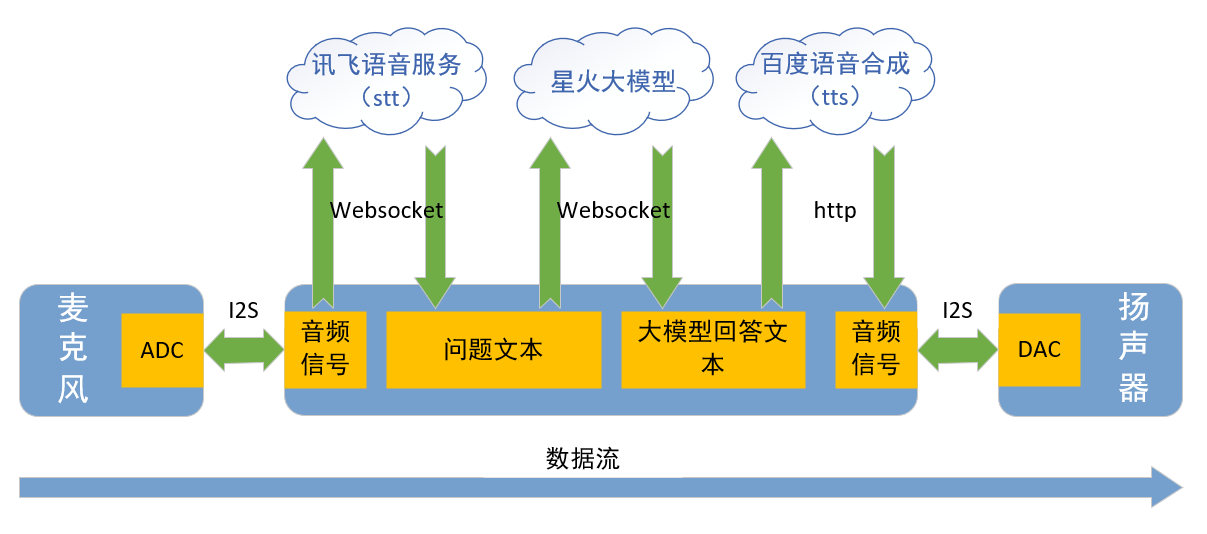 讯飞语音服务
（stt）
星火大模型
百度语音合成
（tts）
Websocket
Websocket
http
麦
克
风
ADC
I2S
音频
信号
问题文本
大模型回答文
本
音频
信号
I2S
DAC
扬
声
器
数据流